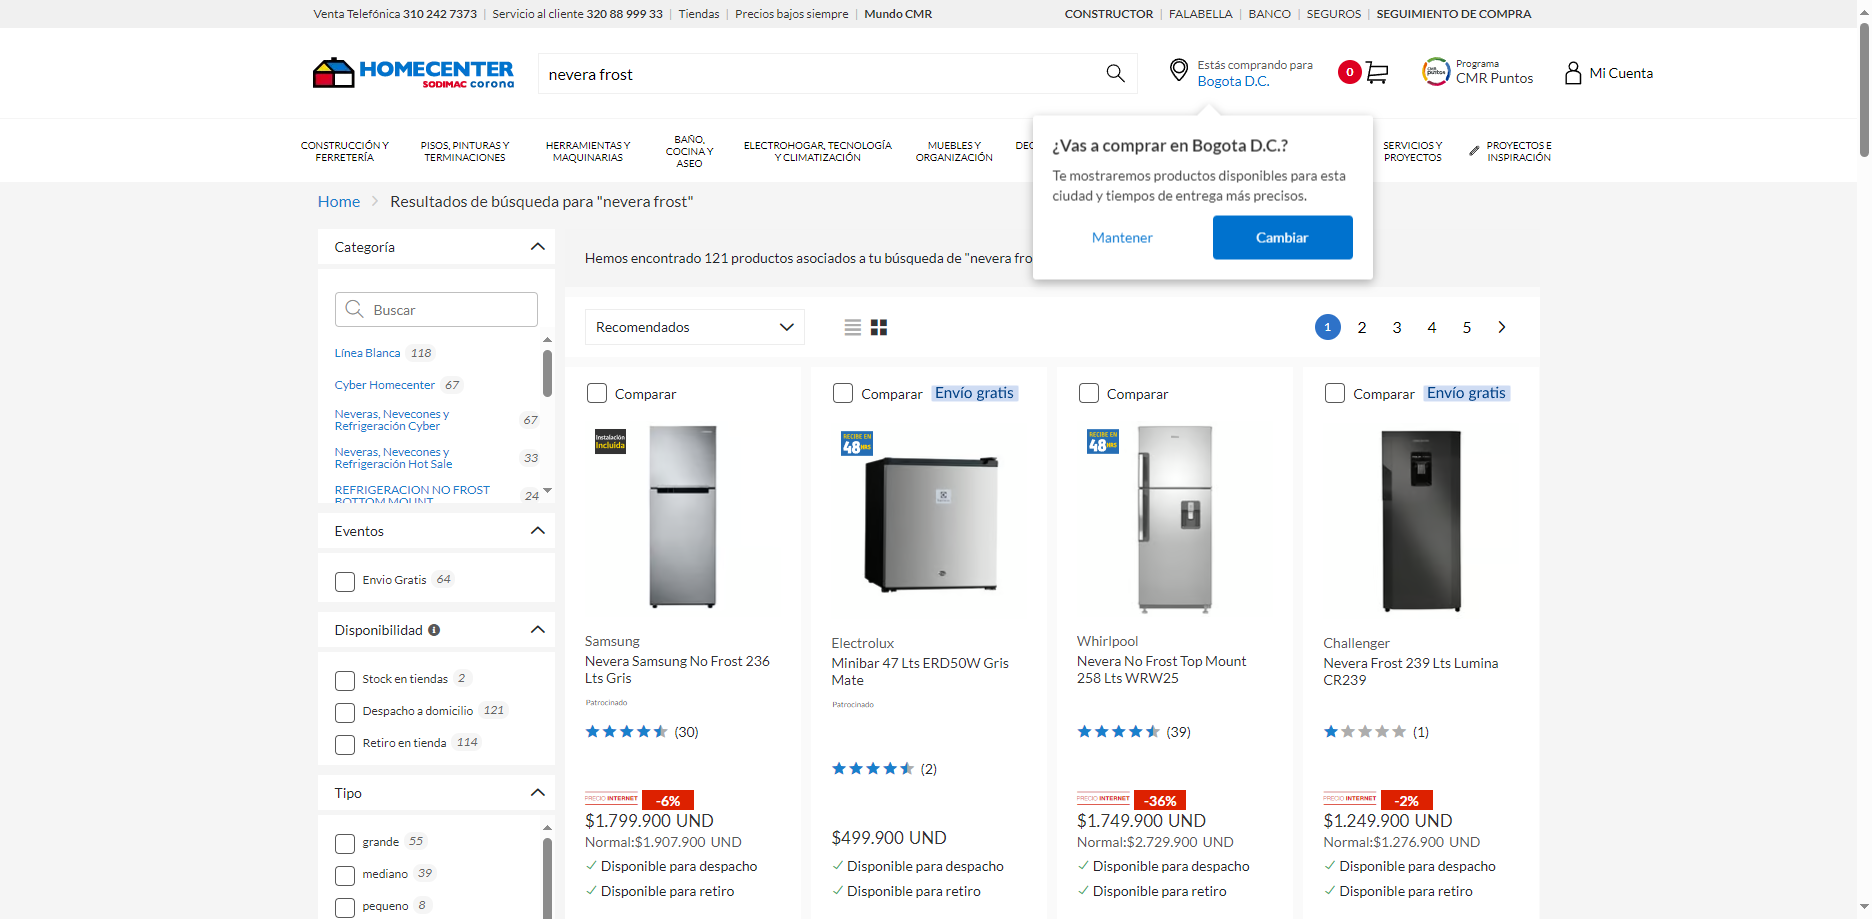 Venta Telefónica 310 242 7373 | Servicio al cliente 320 88 999 33 | Tiendas | Precios bajos siempre | Mundo CMR
CONSTRUCTOR | FALABELLA | BANCO | SEGUROS | SEGUIMIENTO DE COMPRA
HOMECENTER
SODIMAC corona
nevera frost
Estás comprando para
Bogota D.C.
0
Programa
CMR Puntos
Mi Cuenta
CONSTRUCCIÓN Y
FERRETERÍA
PISOS, PINTURAS Y
TERMINACIONES
HERRAMIENTAS Y
MAQUINARIAS
BAÑO,
COCINA Y
ASEO
ELECTROHOGAR, TECNOLOGÍA
Y CLIMATIZACIÓN
MUEBLES Y
ORGANIZACIÓN
SERVICIOS Y
PROYECTOS
PROYECTOS E
INSPIRACIÓN
¿Vas a comprar en Bogota D.C.?
Te mostraremos productos disponibles para esta
ciudad y tiempos de entrega más precisos.
Mantener
Cambiar
Home > Resultados de búsqueda para "nevera frost"
Categoría
Buscar
Línea Blanca 118
Cyber Homecenter 67
Neveras, Nevecones y
Refrigeración Cyber 67
Neveras, Nevecones y
Refrigeración Hot Sale 33
REFRIGERACION NO FROST
BOTTOM MOUNT 24
Eventos
Envio Gratis 64
Disponibilidad
Stock en tiendas 2
Despacho a domicilio 121
Retiro en tienda 114
Tipo
grande 55
mediano 39
pequeno 8
Hemos encontrado 121 productos asociados a tu búsqueda de "nevera fro
Recomendados
1 2 3 4 5
Comparar
Instalación
Incluida
Samsung
Nevera Samsung No Frost 236
Lts Gris
Patrocinado
(30)
PRECIO INTERNET -6%
$1.799.900 UND
Normal:$1.907.900 UND
Disponible para despacho
Disponible para retiro
Comparar Envío gratis
RECIBE EN
48HRS
Electrolux
Minibar 47 Lts ERD50W Gris
Mate
Patrocinado
(2)
$499.900 UND
Disponible para despacho
Disponible para retiro
Comparar
RECIBE EN
48HRS
Whirlpool
Nevera No Frost Top Mount
258 Lts WRW25
(39)
PRECIO INTERNET -36%
$1.749.900 UND
Normal:$2.729.900 UND
Disponible para despacho
Disponible para retiro
Comparar Envío gratis
Challenger
Nevera Frost 239 Lts Lumina
CR239
(1)
PRECIO INTERNET -2%
$1.249.900 UND
Normal:$1.276.900 UND
Disponible para despacho
Disponible para retiro